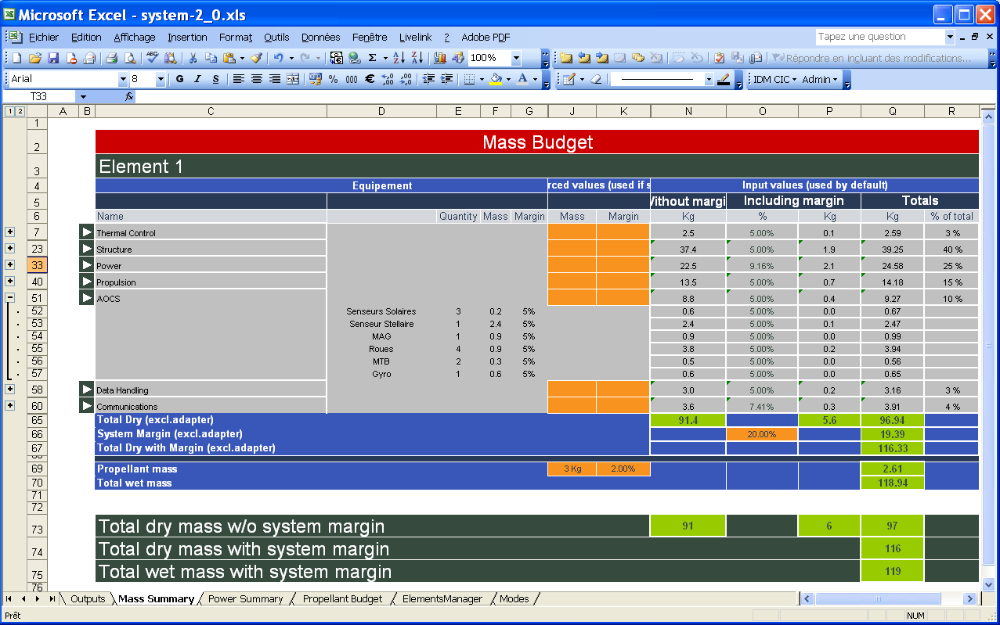 Microsoft Excel - system-2_0.xls
Fichier Edition Affichage Insertion Format Outils Données Fenêtre Livelink ? Adobe PDF Tapez une question
100% Répondre en incluant des modifications...
Arial 8 G I S % 000 € IDM CIC Admin
T33 fx
1 2 A B C D E F G J K N O P Q R
1
2 Mass Budget
3 Element 1
4 Equipement rced values (used if s Input values (used by default)
5 Without margi Including margin Totals
6 Name Quantity Mass Margin Mass Margin Kg % Kg Kg % of total
7 Thermal Control 2.5 5.00% 0.1 2.59 3 %
23 Structure 37.4 5.00% 1.9 39.25 40 %
33 Power 22.5 9.16% 2.1 24.58 25 %
40 Propulsion 13.5 5.00% 0.7 14.18 15 %
51 AOCS 8.8 5.00% 0.4 9.27 10 %
52 Senseurs Solaires 3 0.2 5% 0.6 5.00% 0.0 0.67
53 Senseur Stellaire 1 2.4 5% 2.4 5.00% 0.1 2.47
54 MAG 1 0.9 5% 0.9 5.00% 0.0 0.99
55 Roues 4 0.9 5% 3.8 5.00% 0.2 3.94
56 MTB 2 0.3 5% 0.5 5.00% 0.0 0.56
57 Gyro 1 0.6 5% 0.6 5.00% 0.0 0.65
58 Data Handling 3.0 5.00% 0.2 3.16 3 %
60 Communications 3.6 7.41% 0.3 3.91 4 %
65 Total Dry (excl.adapter) 91.4 5.6 96.94
66 System Margin (excl.adapter) 20.00% 19.39
67 Total Dry with Margin (excl.adapter) 116.33
69 Propellant mass 3 Kg 2.00% 2.61
70 Total wet mass 118.94
71
72
73 Total dry mass w/o system margin 91 6 97
74 Total dry mass with system margin 116
75 Total wet mass with system margin 119
76
Outputs Mass Summary Power Summary Propellant Budget ElementsManager Modes
Prêt NUM